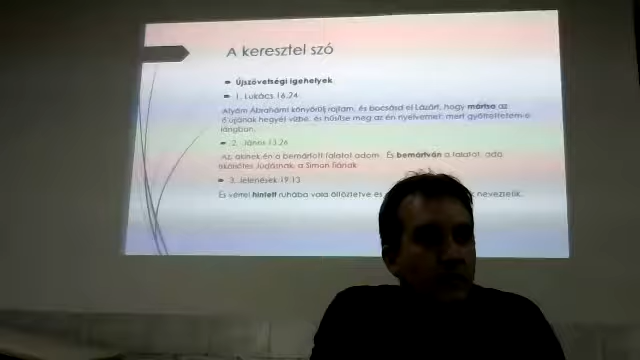 A keresztel szó
Újszövetségi igehelyek
1. Lukács 16.24
Atyám Ábrahám! könyörülj rajtam, és bocsásd el Lázárt, hogy mártsa az
ő ujjának hegyét vízbe, és hűsítse meg az én nyelvemet: mert gyötrettetem e
lángban.
2. János 13.26
Az, akinek én a bemártott falatot adom. És bemártván a falatot, adá
Júdásnak, a Simon fiának
3. Jelenések 19.13
És vérrel hintett ruhába vala öltöztetve és neveztetik.